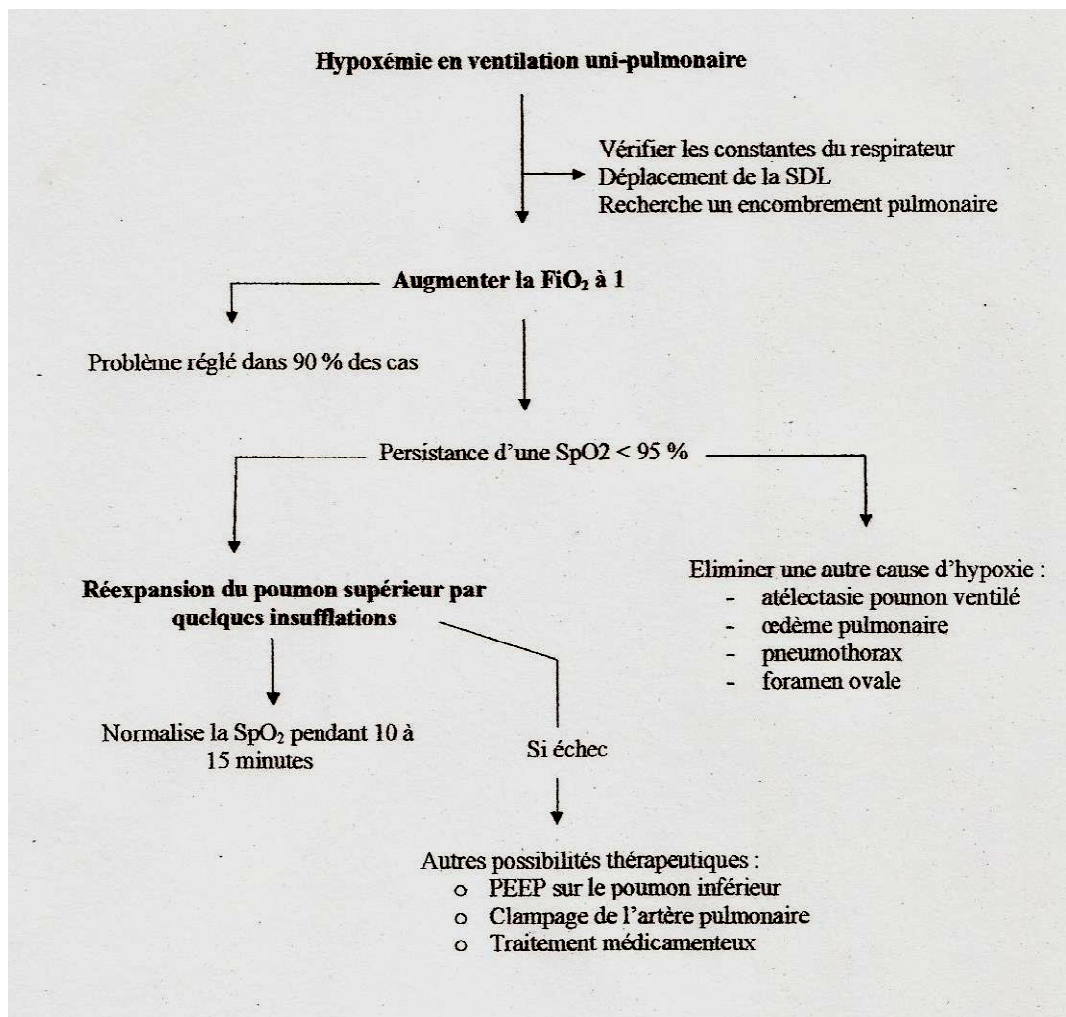 Hypoxémie en ventilation uni-pulmonaire
Vérifier les constantes du respirateur
Déplacement de la SDL
Recherche un encombrement pulmonaire
Augmenter la FiO₂ à 1
Problème réglé dans 90 % des cas
Persistance d'une SpO2 < 95 %
Réexpansion du poumon supérieur par
quelques insufflations
Eliminer une autre cause d'hypoxie :
- atélectasie poumon ventilé
- œdème pulmonaire
- pneumothorax
- foramen ovale
Normalise la SpO₂ pendant 10 à
15 minutes
Si échec
Autres possibilités thérapeutiques :
o PEEP sur le poumon inférieur
o Clampage de l'artère pulmonaire
o Traitement médicamenteux